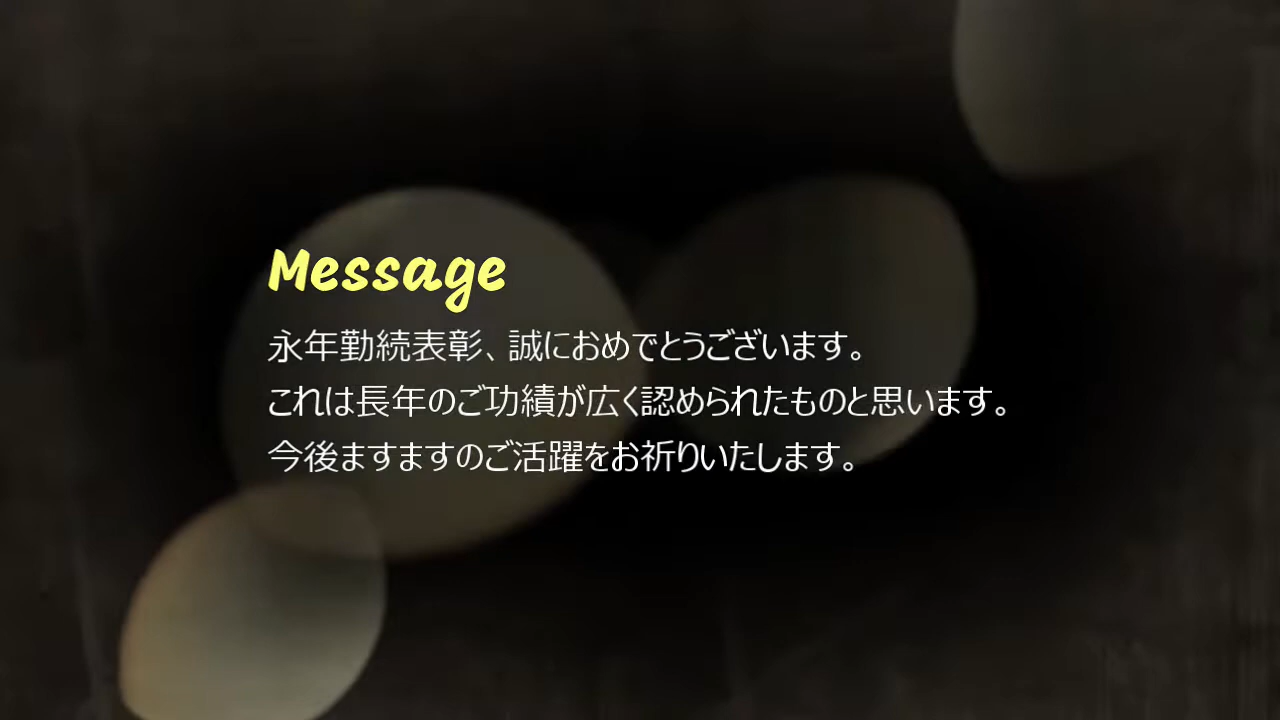 Message
永年勤続表彰、誠におめでとうございます。
これは長年のご功績が広く認められたものと思います。
今後ますますのご活躍をお祈りいたします。